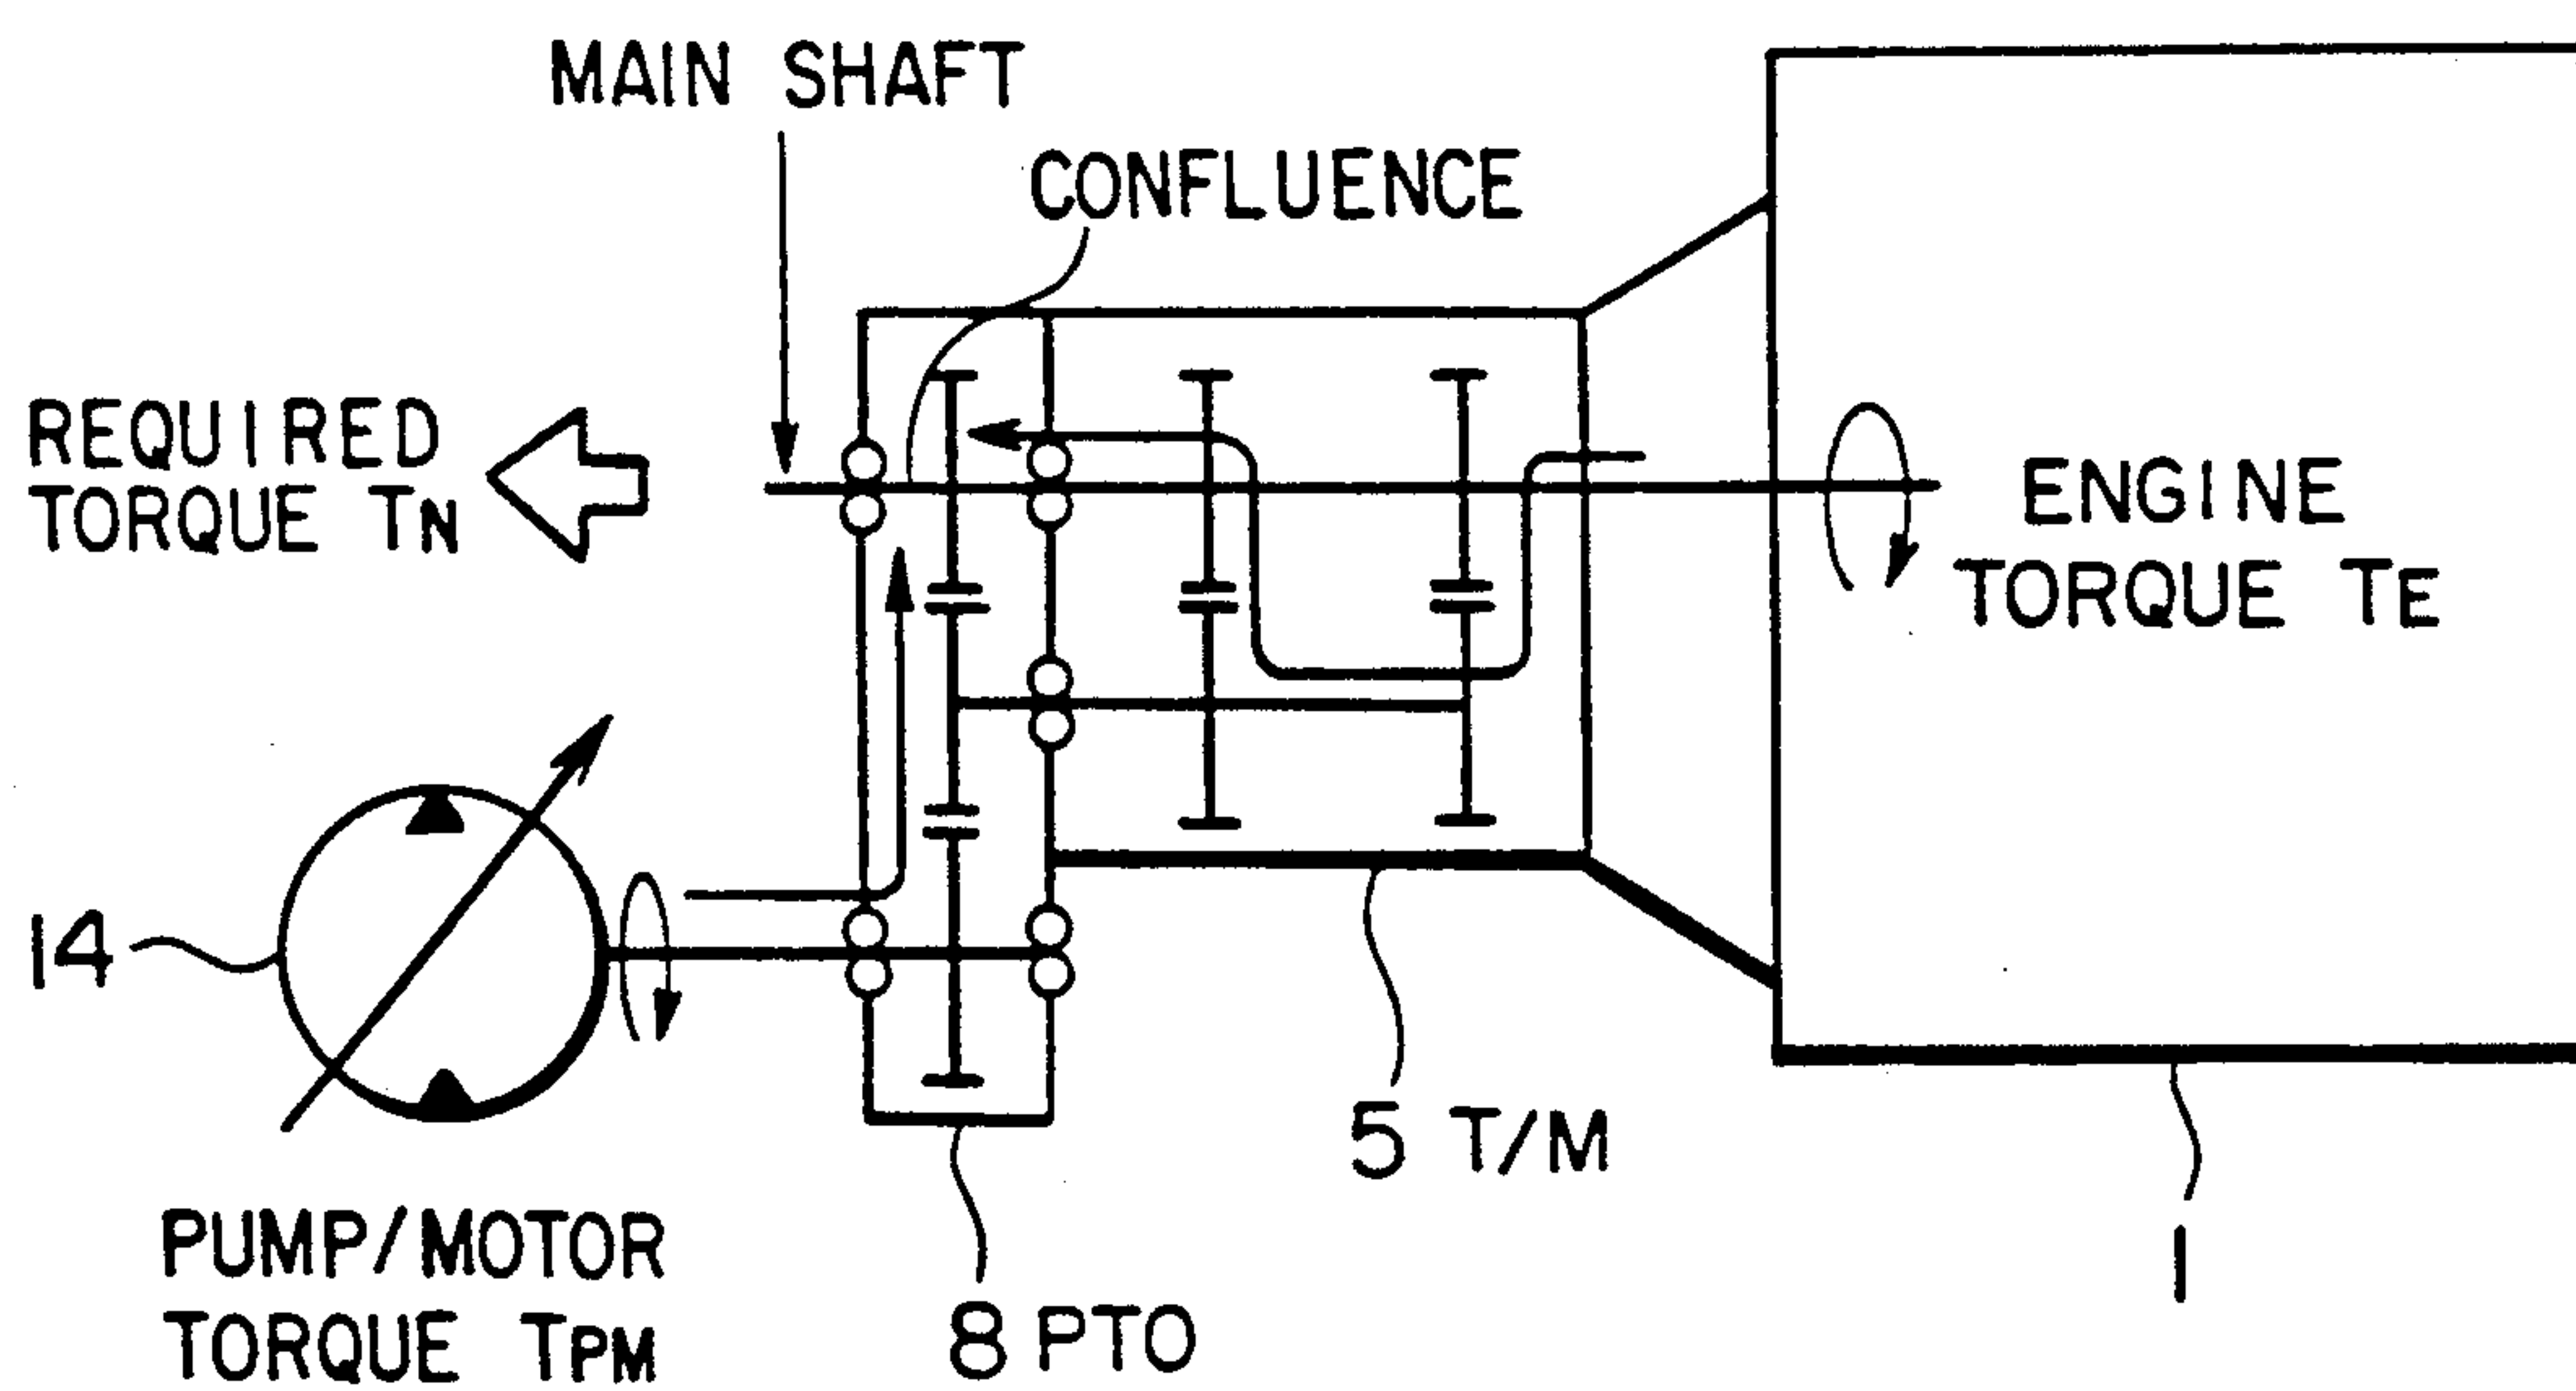 MAIN SHAFT
CONFLUENCE
REQUIRED
TORQUE TN
ENGINE
TORQUE TE
14
5 T/M
1
PUMP/MOTOR
TORQUE TPM
8 PTO